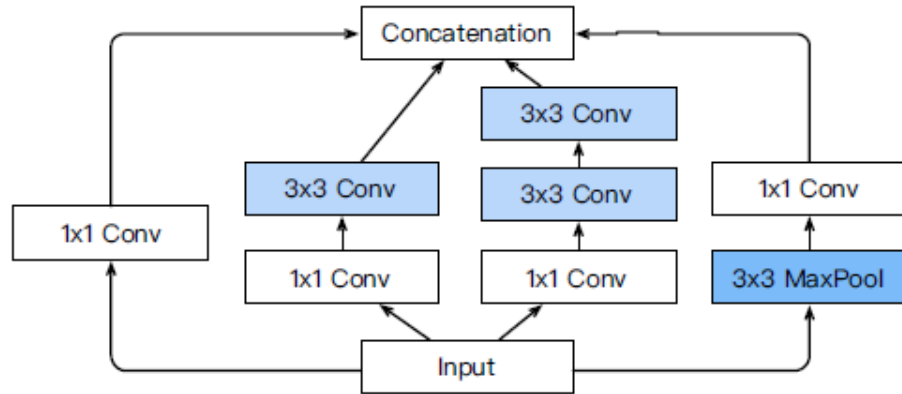 Concatenation
3x3 Conv
3x3 Conv
3x3 Conv
1x1 Conv
1x1 Conv
1x1 Conv
1x1 Conv
3x3 MaxPool
Input